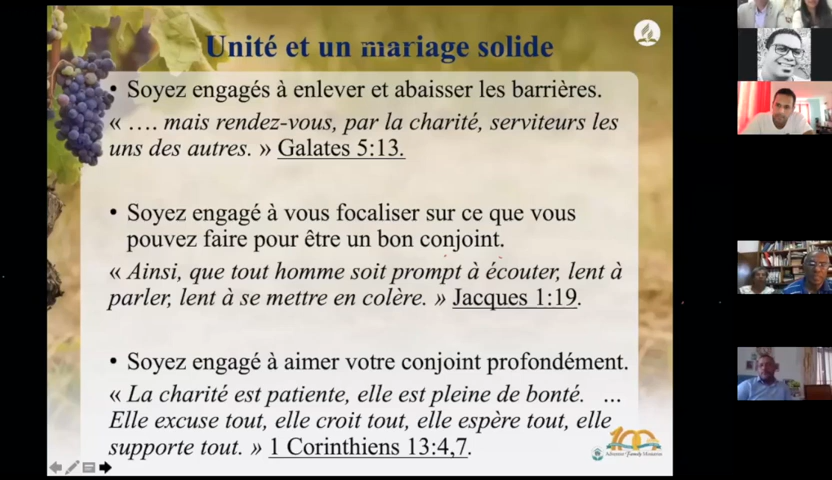 Unité et un mariage solide
• Soyez engagés à enlever et abaisser les barrières.
« …. mais rendez-vous, par la charité, serviteurs les
uns des autres. » Galates 5:13.
• Soyez engagé à vous focaliser sur ce que vous
pouvez faire pour être un bon conjoint.
« Ainsi, que tout homme soit prompt à écouter, lent à
parler, lent à se mettre en colère. » Jacques 1:19.
• Soyez engagé à aimer votre conjoint profondément.
« La charité est patiente, elle est pleine de bonté. …
Elle excuse tout, elle croit tout, elle espère tout, elle
supporte tout. » 1 Corinthiens 13:4,7.
100
Adventist Family Ministries